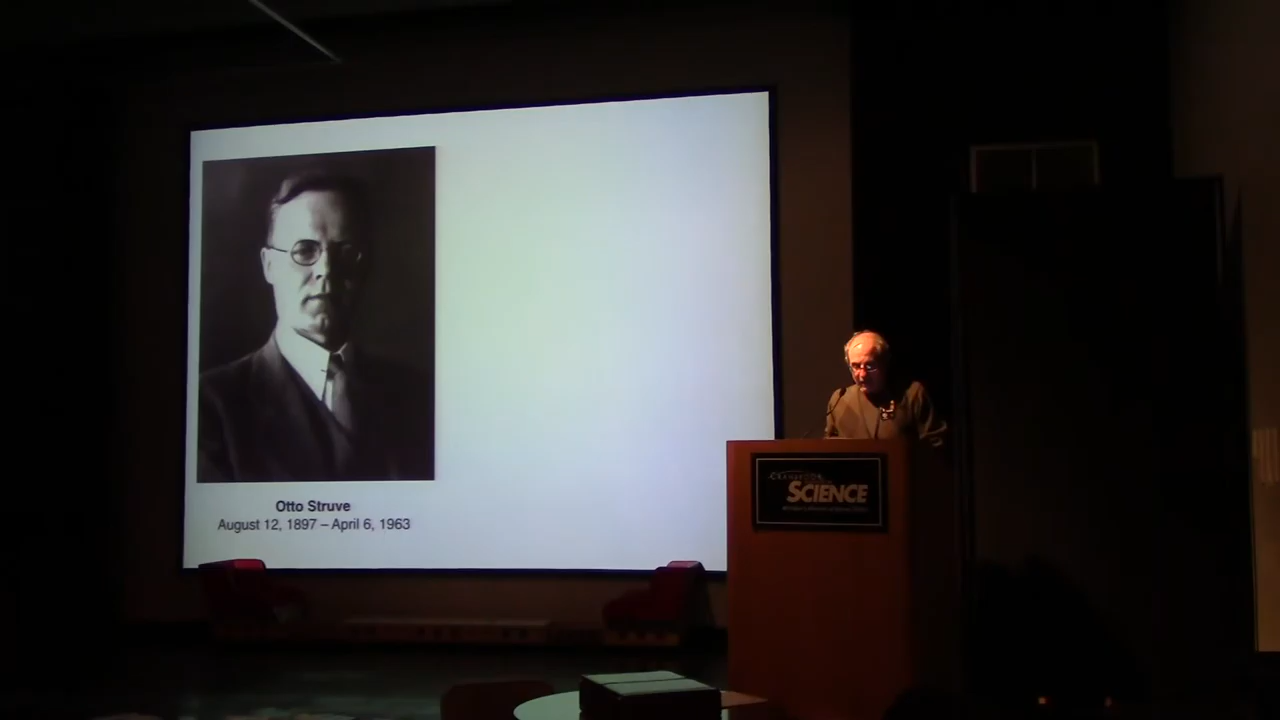 Otto Struve
August 12, 1897 – April 6, 1963
SCIENCE